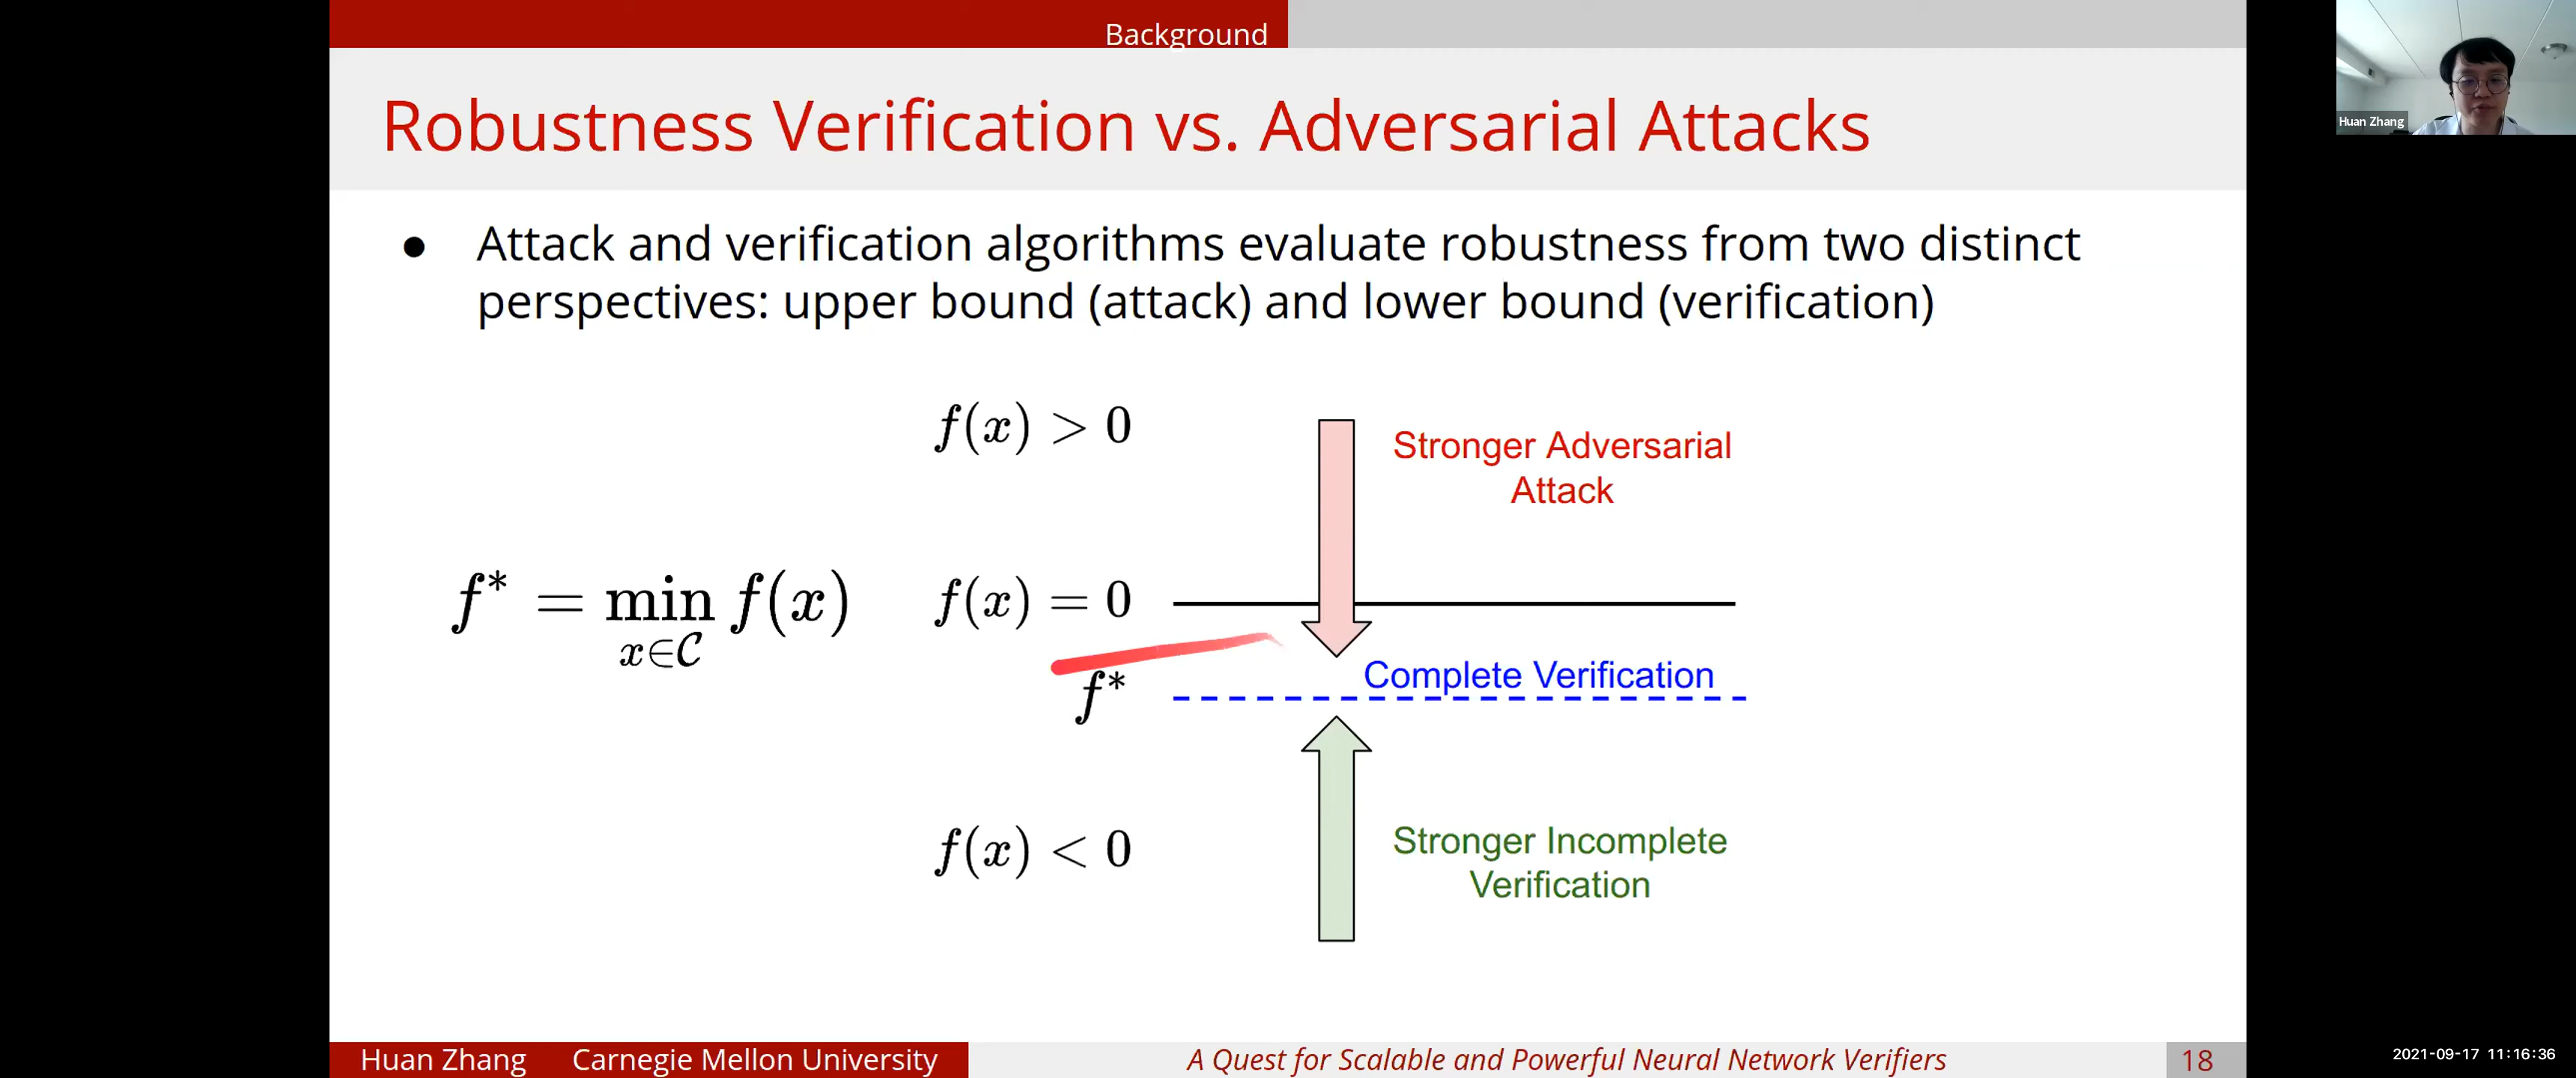 Background
Huan Zhang
Robustness Verification vs. Adversarial Attacks
● Attack and verification algorithms evaluate robustness from two distinct
perspectives: upper bound (attack) and lower bound (verification)
f(x) > 0
Stronger Adversarial
Attack
f* = min f(x)
x∈C
f(x) = 0
Complete Verification
f*
f(x) < 0
Stronger Incomplete
Verification
Huan Zhang Carnegie Mellon University
A Quest for Scalable and Powerful Neural Network Verifiers
18
2021-09-17 11:16:36